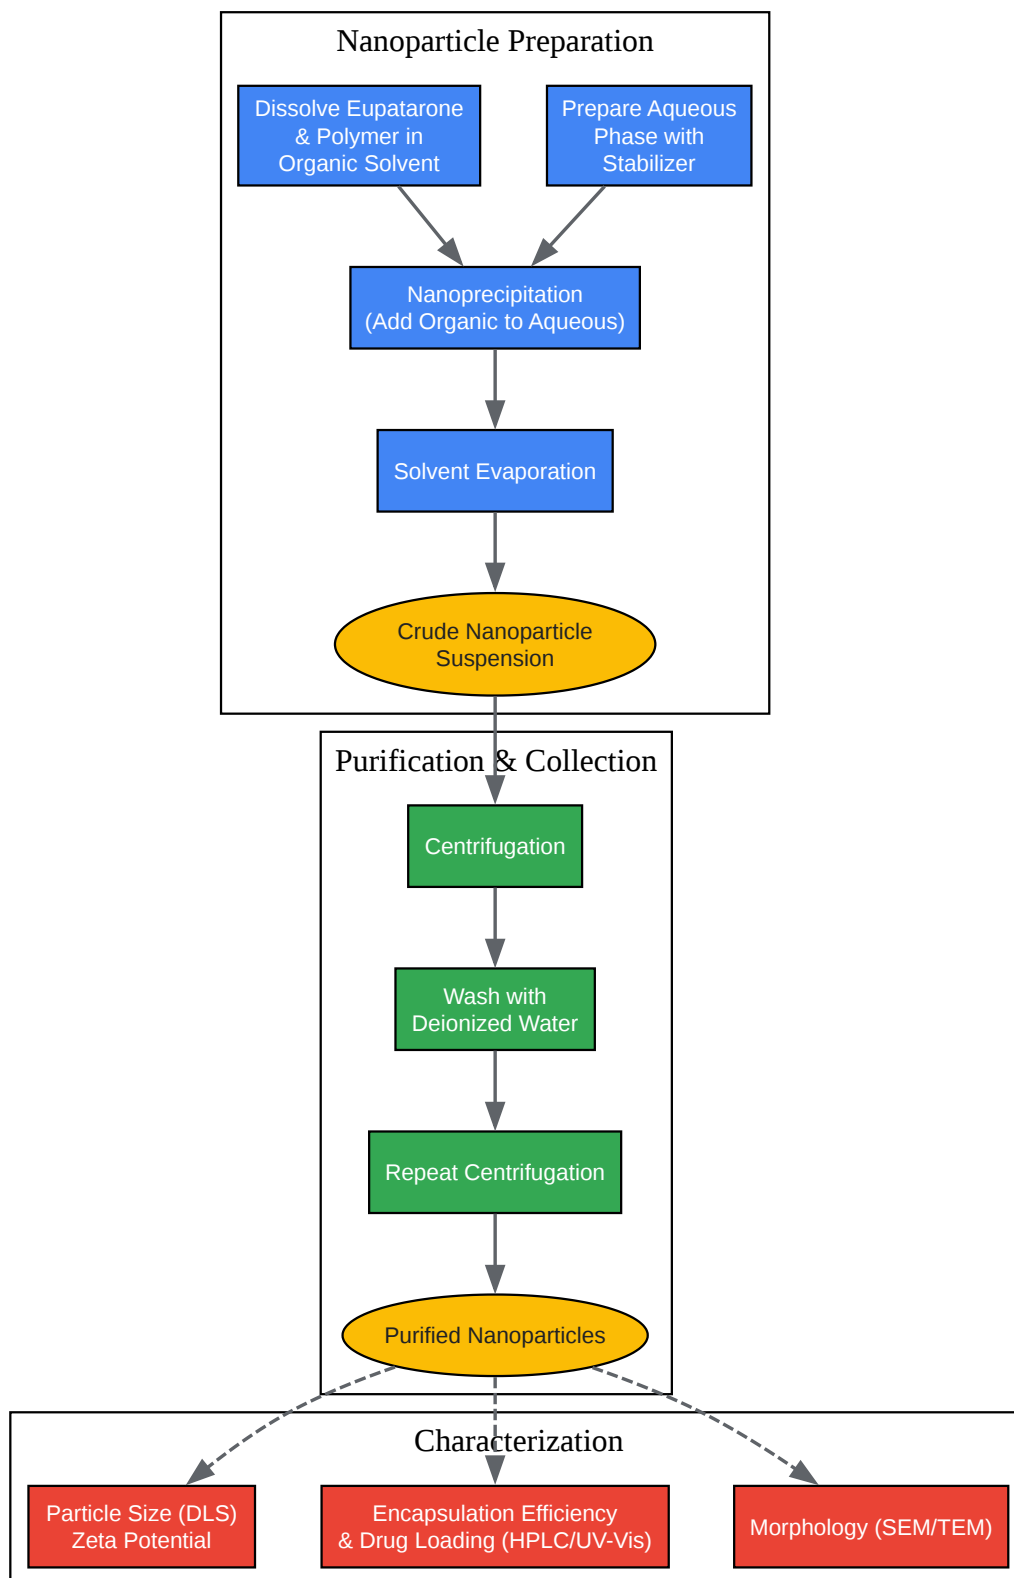 Nanoparticle Preparation
Dissolve Eupatarone
& Polymer in
Organic Solvent
Prepare Aqueous
Phase with
Stabilizer
Nanoprecipitation
(Add Organic to Aqueous)
Solvent Evaporation
Crude Nanoparticle
Suspension
Purification & Collection
Centrifugation
Wash with
Deionized Water
Repeat Centrifugation
Purified Nanoparticles
Characterization
Particle Size (DLS)
Zeta Potential
Encapsulation Efficiency
& Drug Loading (HPLC/UV-Vis)
Morphology (SEM/TEM)